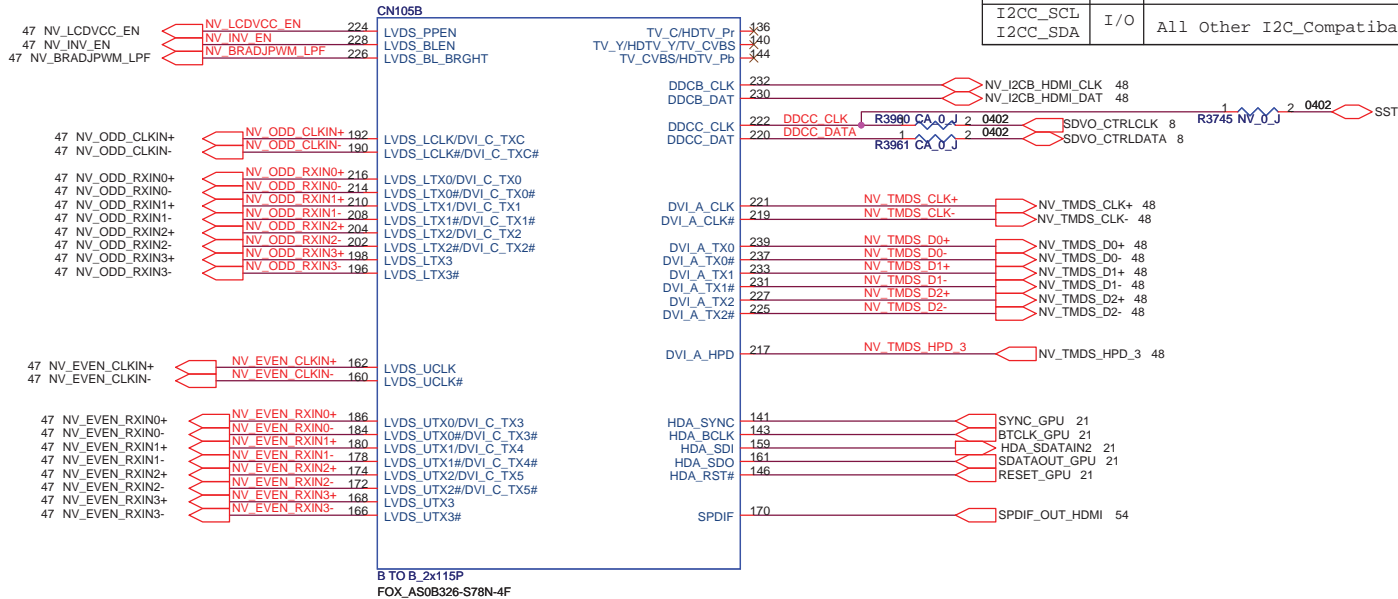 CN105B
47 NV_LCDVCC_EN NV_LCDVCC_EN 224 LVDS_PPEN
47 NV_INV_EN NV_INV_EN 228 LVDS_BLEN
47 NV_BRADJPWM_LPF NV_BRADJPWM_LPF 226 LVDS_BL_BRGHT
47 NV_ODD_CLKIN+ NV_ODD_CLKIN+ 192 LVDS_LCLK/DVI_C_TXC
47 NV_ODD_CLKIN- NV_ODD_CLKIN- 190 LVDS_LCLK#/DVI_C_TXC#
47 NV_ODD_RXIN0+ NV_ODD_RXIN0+ 216 LVDS_LTX0/DVI_C_TX0
47 NV_ODD_RXIN0- NV_ODD_RXIN0- 214 LVDS_LTX0#/DVI_C_TX0#
47 NV_ODD_RXIN1+ NV_ODD_RXIN1+ 210 LVDS_LTX1/DVI_C_TX1
47 NV_ODD_RXIN1- NV_ODD_RXIN1- 208 LVDS_LTX1#/DVI_C_TX1#
47 NV_ODD_RXIN2+ NV_ODD_RXIN2+ 204 LVDS_LTX2/DVI_C_TX2
47 NV_ODD_RXIN2- NV_ODD_RXIN2- 202 LVDS_LTX2#/DVI_C_TX2#
47 NV_ODD_RXIN3+ NV_ODD_RXIN3+ 198 LVDS_LTX3
47 NV_ODD_RXIN3- NV_ODD_RXIN3- 196 LVDS_LTX3#
47 NV_EVEN_CLKIN+ NV_EVEN_CLKIN+ 162 LVDS_UCLK
47 NV_EVEN_CLKIN- NV_EVEN_CLKIN- 160 LVDS_UCLK#
47 NV_EVEN_RXIN0+ NV_EVEN_RXIN0+ 186 LVDS_UTX0/DVI_C_TX3
47 NV_EVEN_RXIN0- NV_EVEN_RXIN0- 184 LVDS_UTX0#/DVI_C_TX3#
47 NV_EVEN_RXIN1+ NV_EVEN_RXIN1+ 180 LVDS_UTX1/DVI_C_TX4
47 NV_EVEN_RXIN1- NV_EVEN_RXIN1- 178 LVDS_UTX1#/DVI_C_TX4#
47 NV_EVEN_RXIN2+ NV_EVEN_RXIN2+ 174 LVDS_UTX2/DVI_C_TX5
47 NV_EVEN_RXIN2- NV_EVEN_RXIN2- 172 LVDS_UTX2#/DVI_C_TX5#
47 NV_EVEN_RXIN3+ NV_EVEN_RXIN3+ 168 LVDS_UTX3
47 NV_EVEN_RXIN3- NV_EVEN_RXIN3- 166 LVDS_UTX3#
TV_C/HDTV_Pr 136
TV_Y/HDTV_Y/TV_CVBS 140
TV_CVBS/HDTV_Pb 144
DDCB_CLK 232 NV_I2CB_HDMI_CLK 48
DDCB_DAT 230 NV_I2CB_HDMI_DAT 48
1 2 0402 SST
R3745 NV_0_J
DDCC_CLK 222 DDCC_CLK R3960 CA_0_J 1 2 0402 SDVO_CTRLCLK 8
DDCC_DAT 220 DDCC_DATA 1 2 0402 SDVO_CTRLDATA 8
R3961 CA_0_J
DVI_A_CLK 221 NV_TMDS_CLK+ NV_TMDS_CLK+ 48
DVI_A_CLK# 219 NV_TMDS_CLK- NV_TMDS_CLK- 48
DVI_A_TX0 239 NV_TMDS_D0+ NV_TMDS_D0+ 48
DVI_A_TX0# 237 NV_TMDS_D0- NV_TMDS_D0- 48
DVI_A_TX1 233 NV_TMDS_D1+ NV_TMDS_D1+ 48
DVI_A_TX1# 231 NV_TMDS_D1- NV_TMDS_D1- 48
DVI_A_TX2 227 NV_TMDS_D2+ NV_TMDS_D2+ 48
DVI_A_TX2# 225 NV_TMDS_D2- NV_TMDS_D2- 48
DVI_A_HPD 217 NV_TMDS_HPD_3 NV_TMDS_HPD_3 48
HDA_SYNC 141 SYNC_GPU 21
HDA_BCLK 143 BTCLK_GPU 21
HDA_SDI 159 HDA_SDATAIN2 21
HDA_SDO 161 SDATAOUT_GPU 21
HDA_RST# 146 RESET_GPU 21
SPDIF 170 SPDIF_OUT_HDMI 54
B TO B_2x115P
FOX_AS0B326-S78N-4F
I2CC_SCL
I2CC_SDA
I/O
All Other I2C_Compatiba